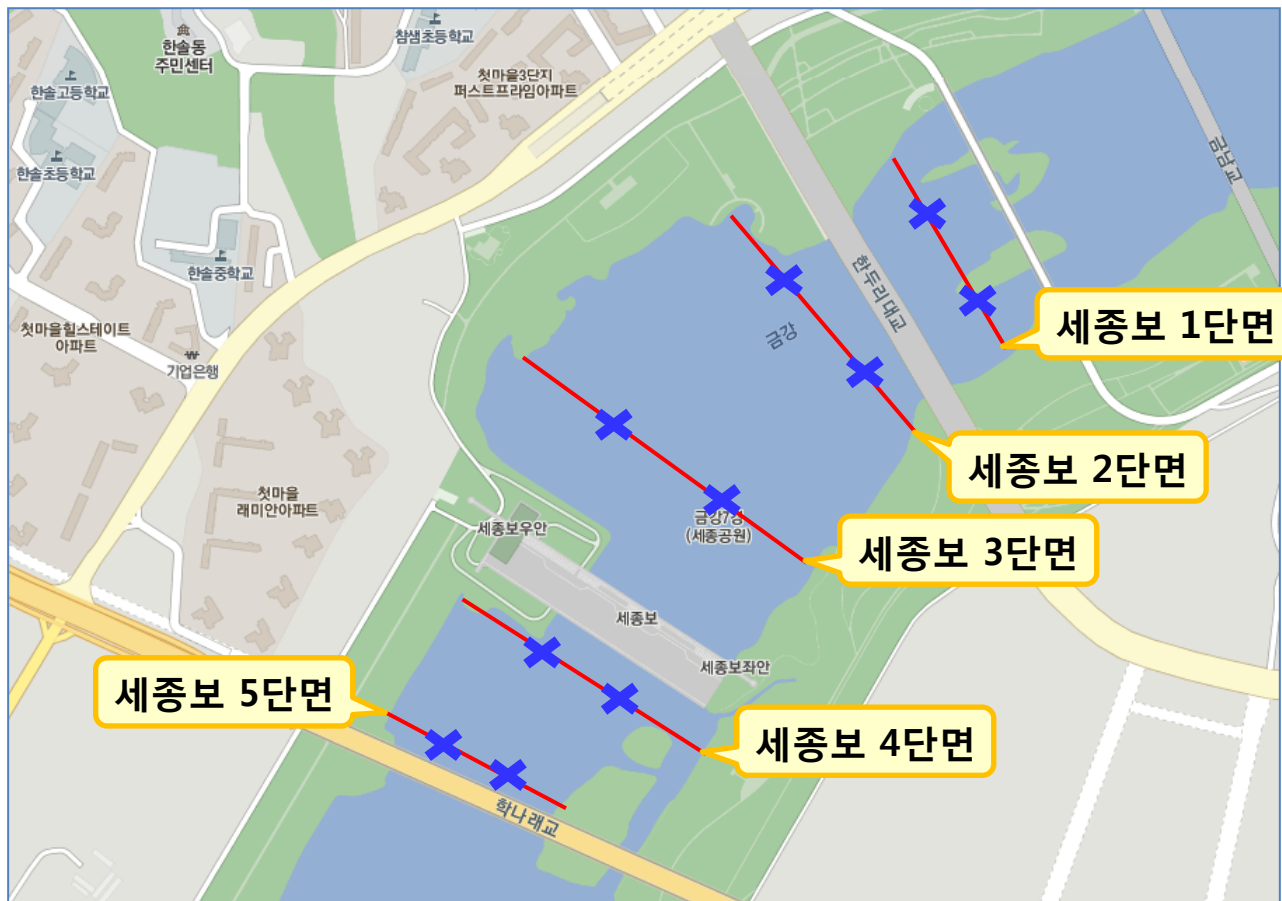 한솔동
주민센터
참샘초등학교
한솔고등학교
첫마을3단지
퍼스트프라임아파트
한솔초등학교
금남교
한솔중학교
한두리대교
금강
세종보 1단면
첫마을힐스테이트
아파트
기업은행
세종보 2단면
첫마을
래미안아파트
세종보우안
(세종공원)
세종보 3단면
세종보
세종보좌안
세종보 5단면
세종보 4단면
학나래교